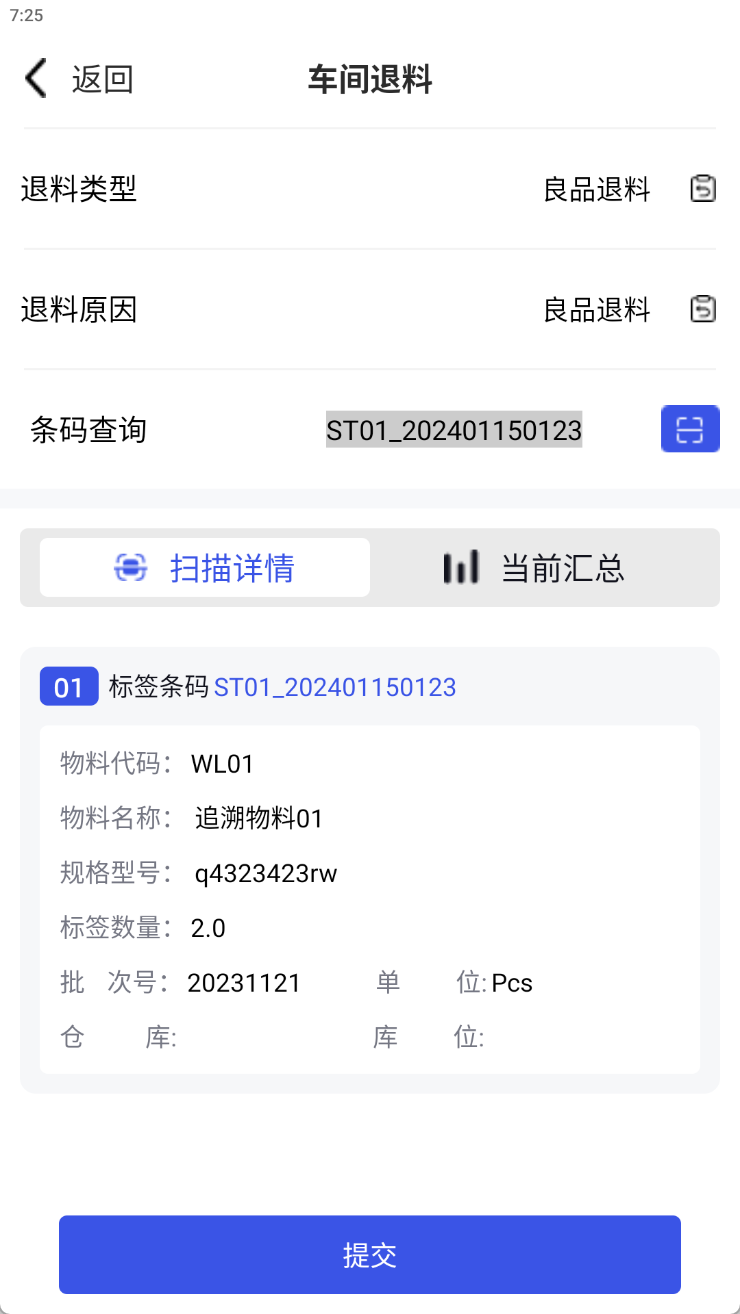 7:25
返回 车间退料
退料类型 良品退料
退料原因 良品退料
条码查询 ST01_202401150123
扫描详情 当前汇总
01 标签条码 ST01_202401150123
物料代码： WL01
物料名称： 追溯物料01
规格型号： q4323423rw
标签数量： 2.0
批 次号： 20231121 单 位: Pcs
仓 库: 库 位:
提交